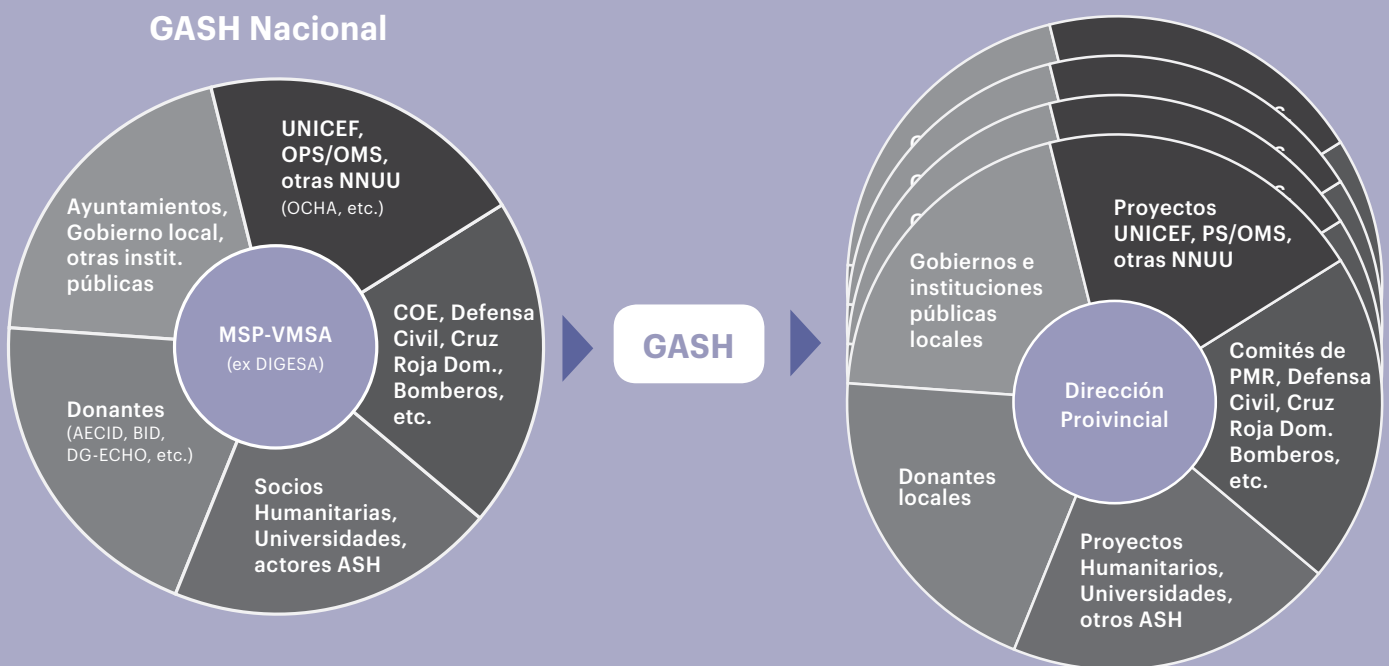 GASH Nacional
UNICEF,
OPS/OMS,
otras NNUU
(OCHA, etc.)
Ayuntamientos,
Gobierno local,
otras instit.
públicas
COE, Defensa
Civil, Cruz
Roja Dom.,
Bomberos,
etc.
MSP-VMSA
(ex DIGESA)
Donantes
(AECID, BID,
DG-ECHO, etc.)
Socios
Humanitarias,
Universidades,
actores ASH
GASH
Proyectos
UNICEF, PS/OMS,
otras NNUU
Gobiernos e
instituciones
públicas
locales
Comités de
PMR, Defensa
Civil, Cruz
Roja Dom.
Bomberos,
etc.
Dirección
Proivincial
Donantes
locales
Proyectos
Humanitarios,
Universidades,
otros ASH